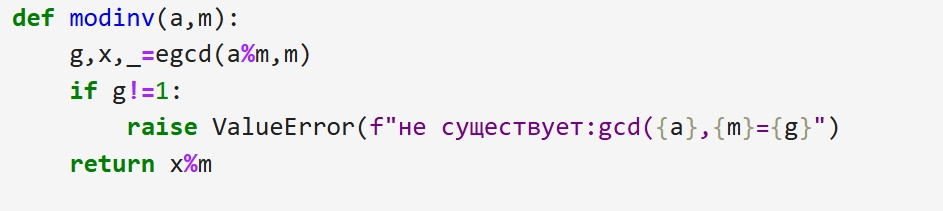 def modinv(a,m):
    g,x,_=egcd(a%m,m)
    if g!=1:
        raise ValueError(f"не существует:gcd({a},{m}={g}")
    return x%m